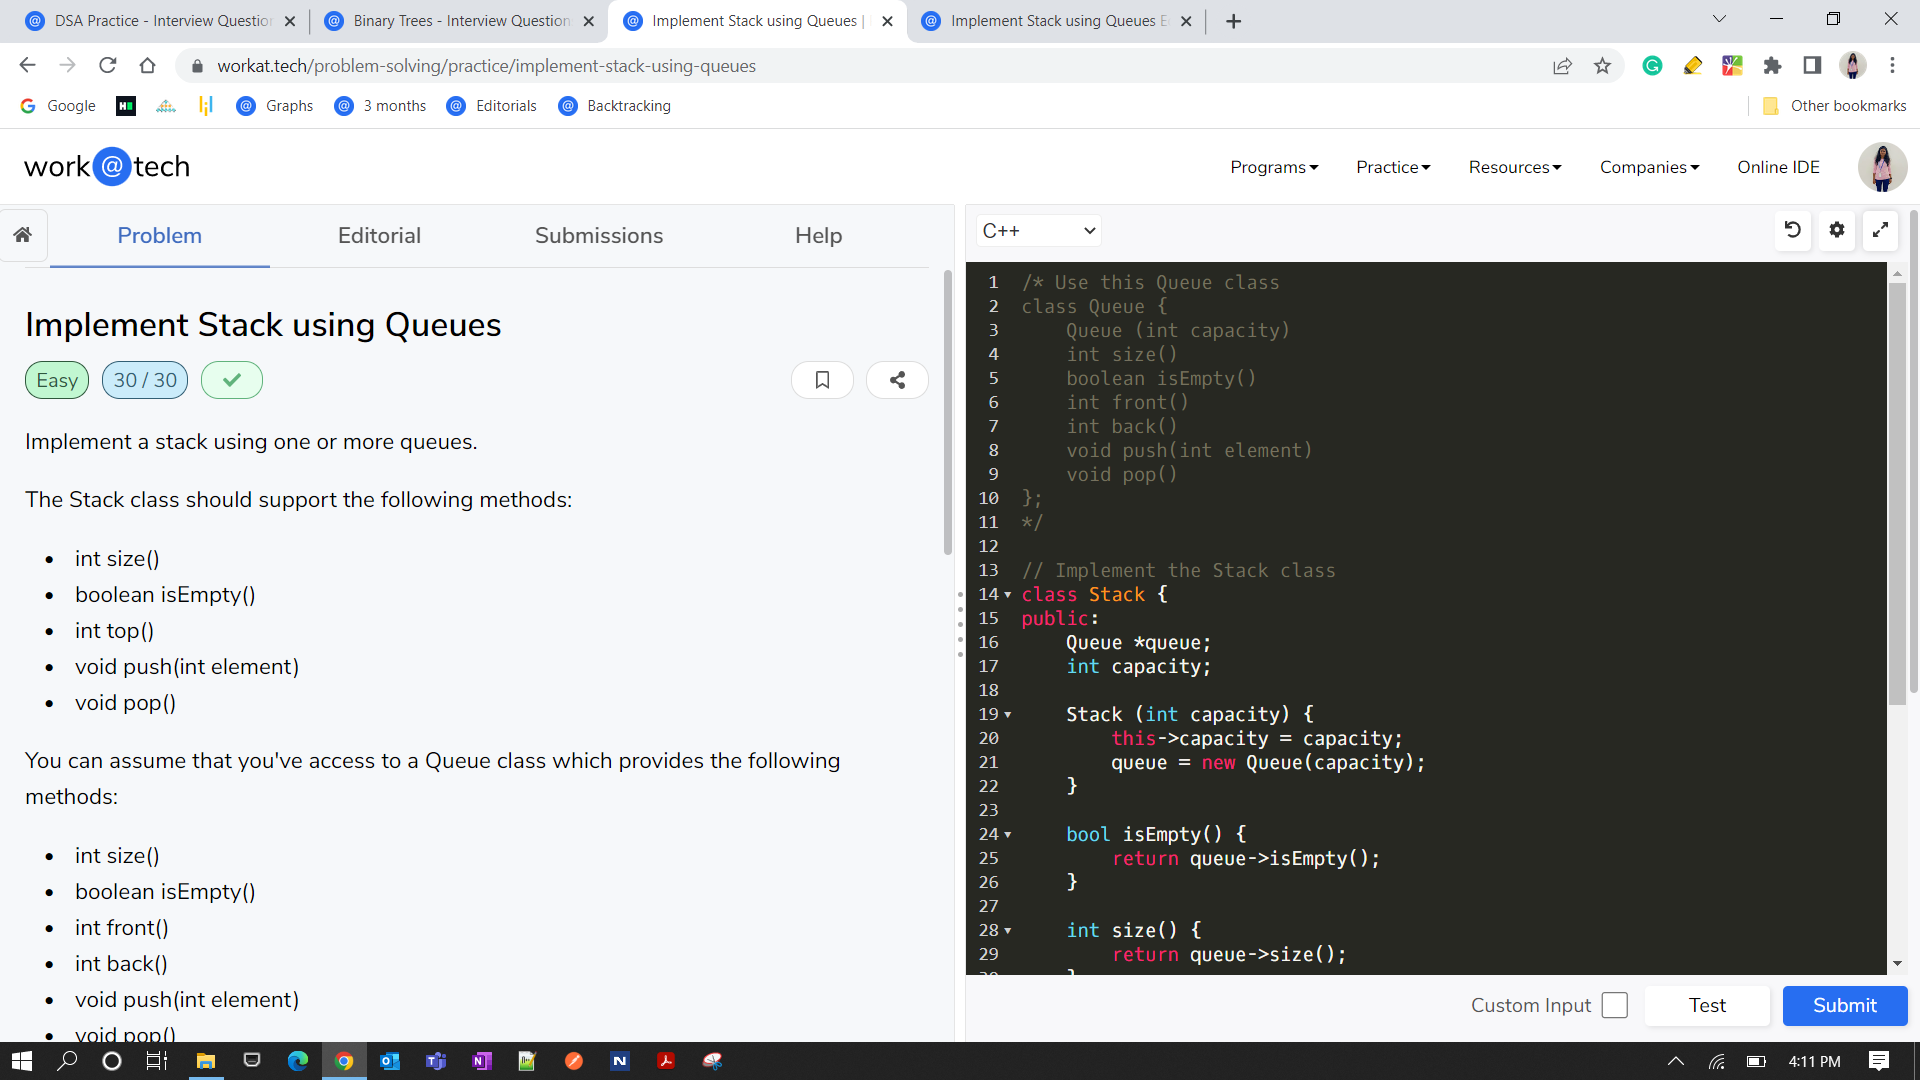 DSA Practice - Interview Question
Binary Trees - Interview Question
Implement Stack using Queues |
Implement Stack using Queues E
workat.tech/problem-solving/practice/implement-stack-using-queues
Google
Graphs
3 months
Editorials
Backtracking
Other bookmarks
work@tech
Programs
Practice
Resources
Companies
Online IDE
Problem
Editorial
Submissions
Help
Implement Stack using Queues
Easy
30 / 30
Implement a stack using one or more queues.
The Stack class should support the following methods:
• int size()
• boolean isEmpty()
• int top()
• void push(int element)
• void pop()
You can assume that you've access to a Queue class which provides the following
methods:
• int size()
• boolean isEmpty()
• int front()
• int back()
• void push(int element)
• void pop()
C++
1 /* Use this Queue class
2 class Queue {
3     Queue (int capacity)
4     int size()
5     boolean isEmpty()
6     int front()
7     int back()
8     void push(int element)
9     void pop()
10 };
11 */
12
13 // Implement the Stack class
14 class Stack {
15 public:
16     Queue *queue;
17     int capacity;
18
19     Stack (int capacity) {
20         this->capacity = capacity;
21         queue = new Queue(capacity);
22     }
23
24     bool isEmpty() {
25         return queue->isEmpty();
26     }
27
28     int size() {
29         return queue->size();
30     }
Custom Input
Test
Submit
4:11 PM